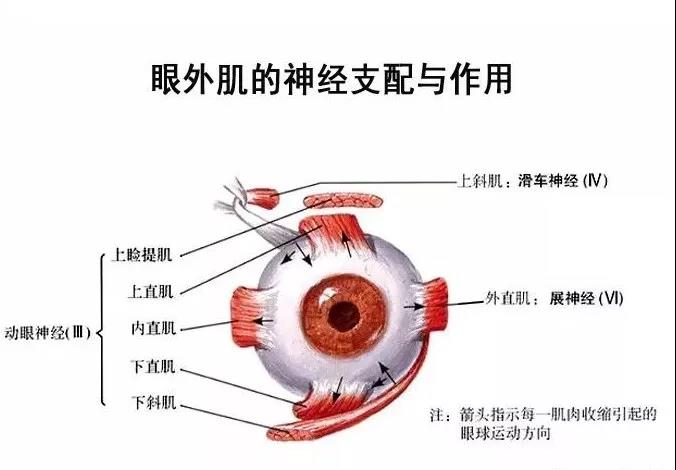 眼外肌的神经支配与作用
上斜肌：滑车神经(Ⅳ)
上睑提肌
上直肌
外直肌：展神经(Ⅵ)
动眼神经(Ⅲ)
内直肌
下直肌
下斜肌
注：箭头指示每一肌肉收缩引起的
眼球运动方向